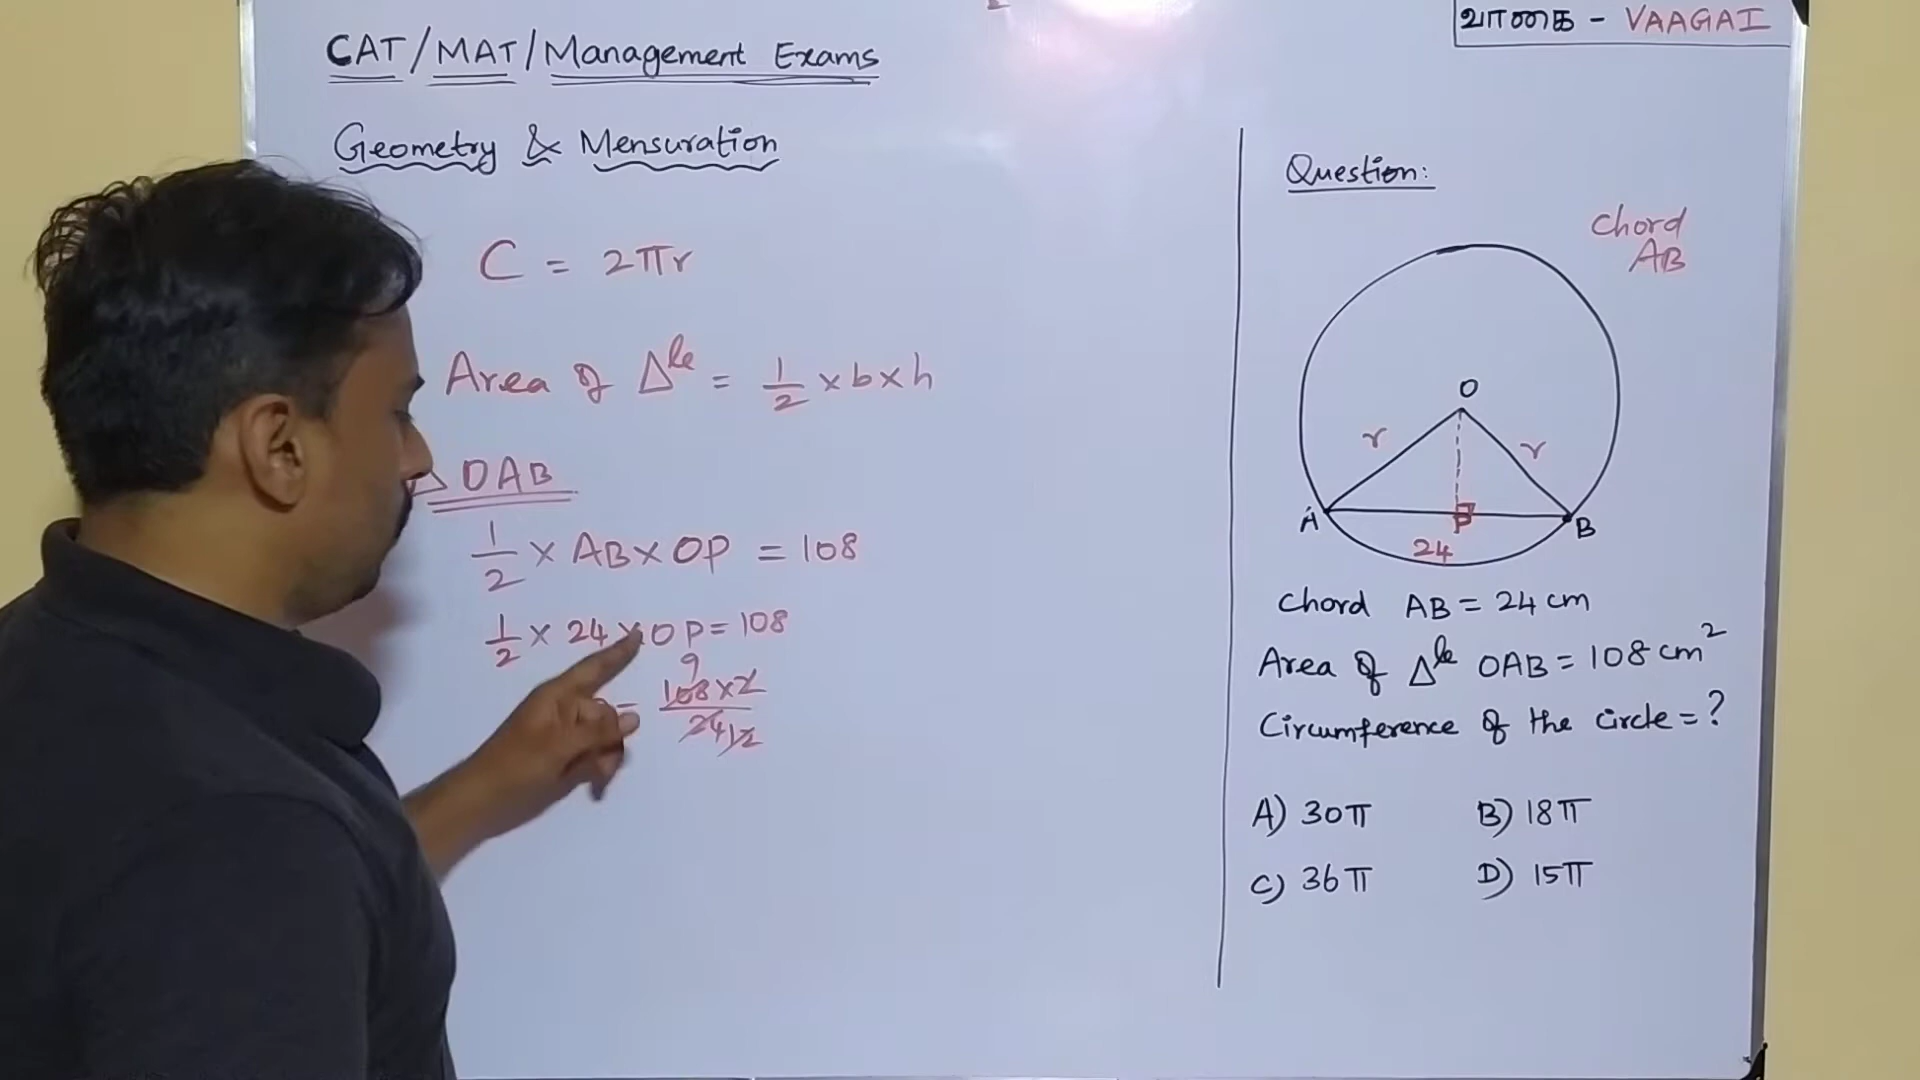 CAT/MAT/Management Exams
வாகை - VAAGAI
Geometry & Mensuration
C = 2πr
Area of Δle = 1/2 × b × h
Δ OAB
1/2 × AB × OP = 108
1/2 × 24 × OP = 108
9
= 108 × 2
24 12
Question:
Chord
AB
O
r r
A P B
24
Chord AB = 24 cm
Area of Δle OAB = 108 cm²
Circumference of the circle = ?
A) 30π B) 18π
C) 36π D) 15π